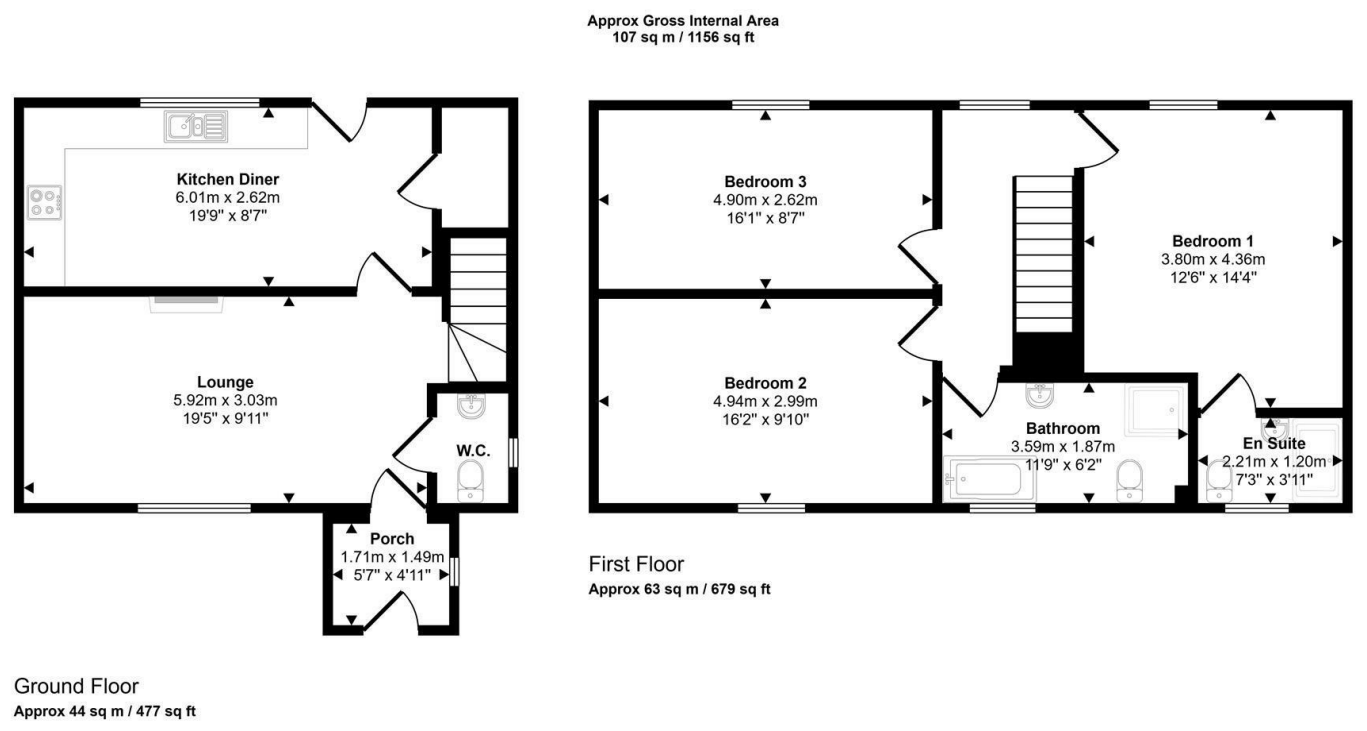 Approx Gross Internal Area
107 sq m / 1156 sq ft
Kitchen Diner
6.01m x 2.62m
19'9" x 8'7"
Lounge
5.92m x 3.03m
19'5" x 9'11"
W.C.
Porch
1.71m x 1.49m
5'7" x 4'11"
Ground Floor
Approx 44 sq m / 477 sq ft
Bedroom 3
4.90m x 2.62m
16'1" x 8'7"
Bedroom 1
3.80m x 4.36m
12'6" x 14'4"
Bedroom 2
4.94m x 2.99m
16'2" x 9'10"
Bathroom
3.59m x 1.87m
11'9" x 6'2"
En Suite
2.21m x 1.20m
7'3" x 3'11"
First Floor
Approx 63 sq m / 679 sq ft